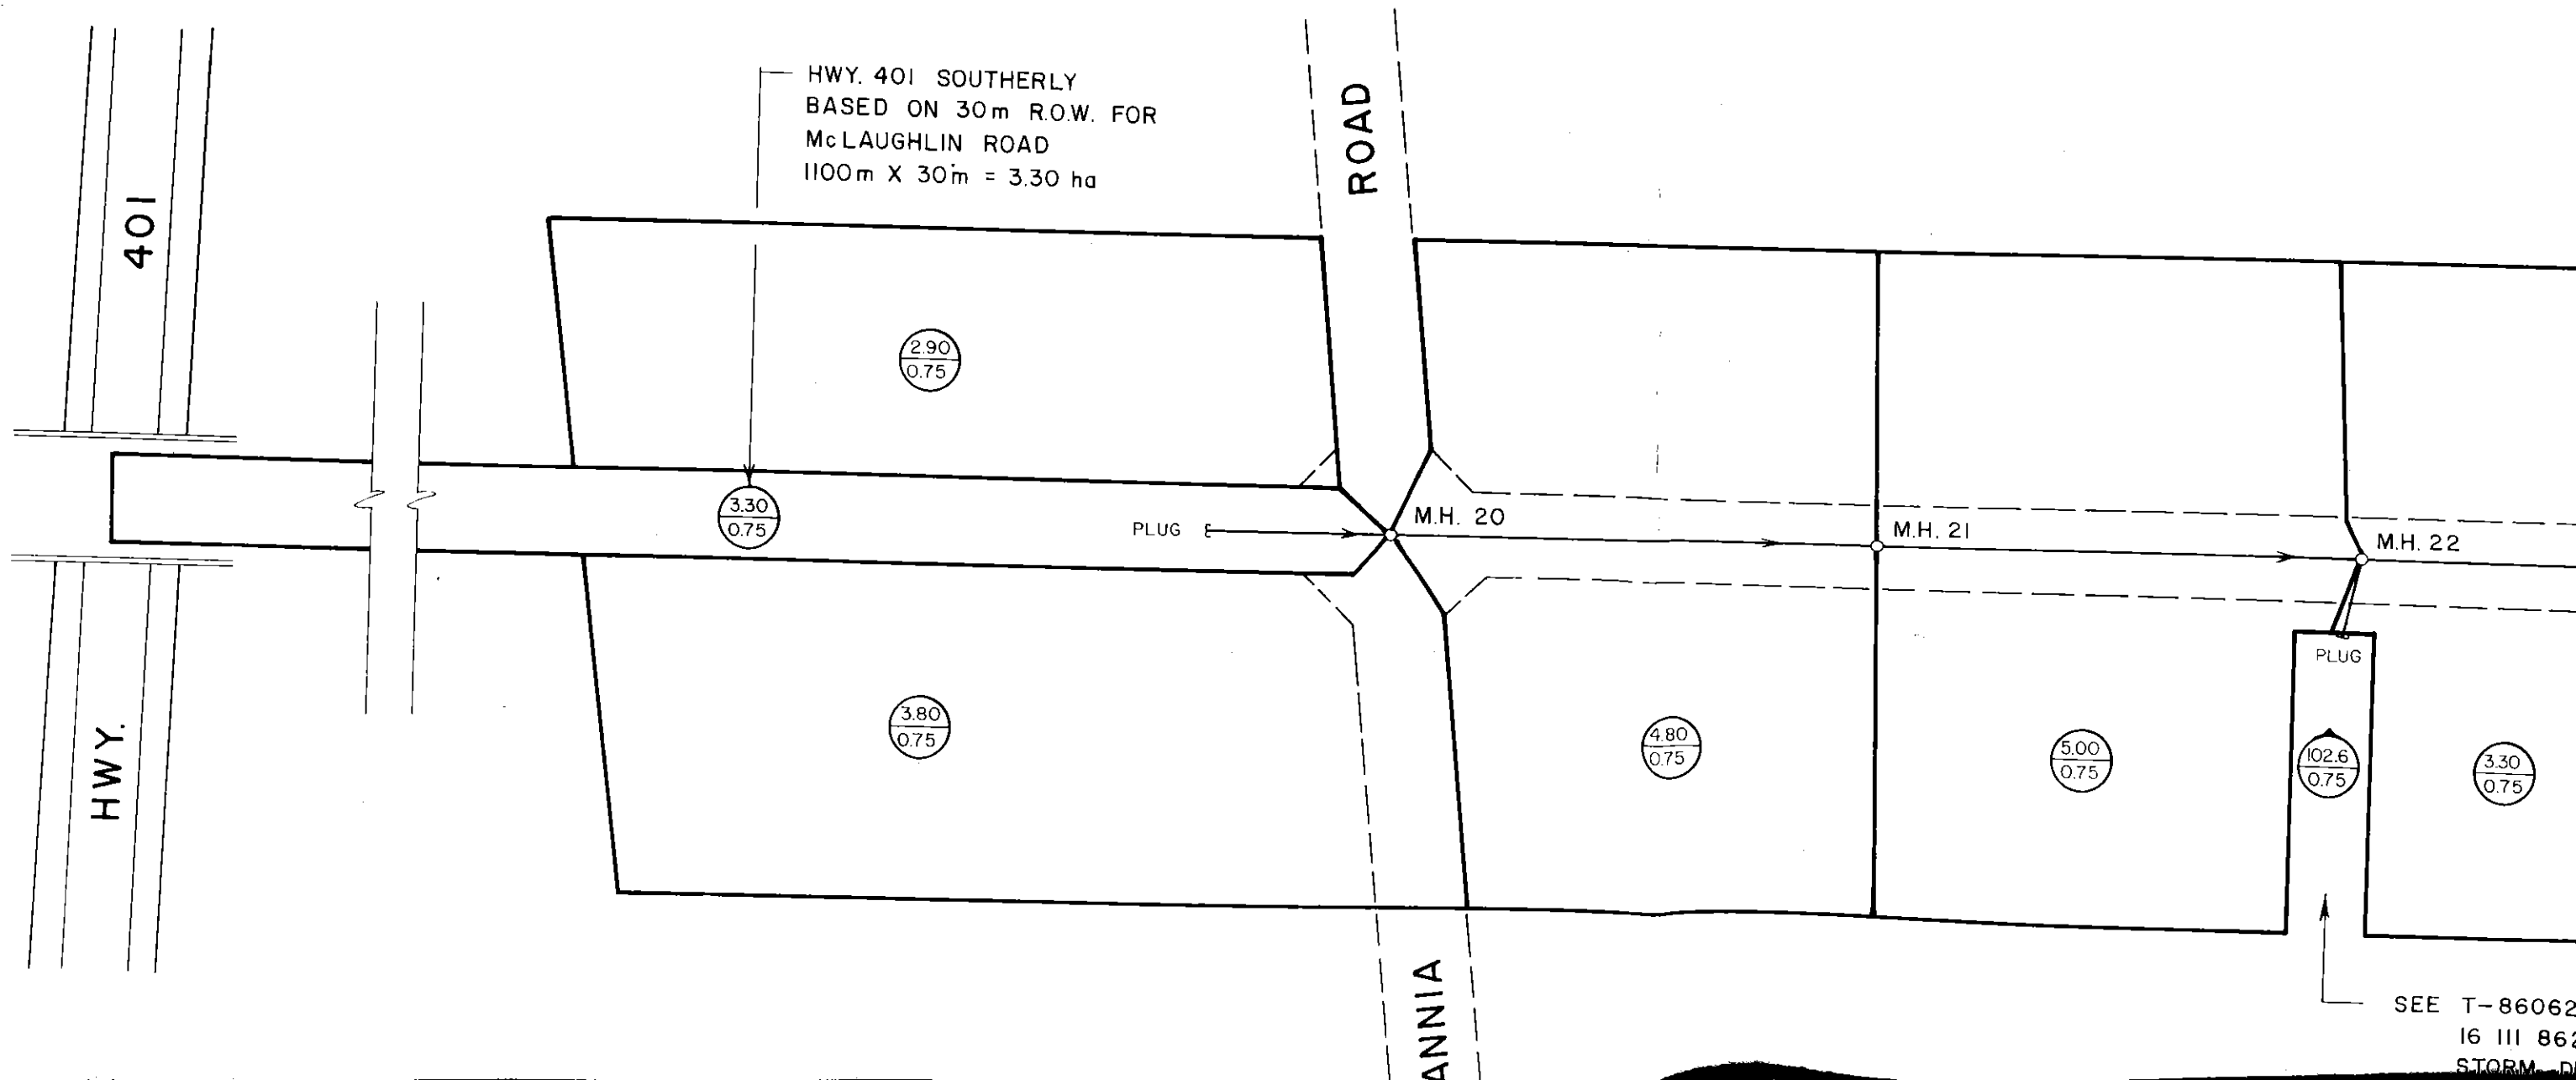 HWY. 401 SOUTHERLY
BASED ON 30m R.O.W. FOR
McLAUGHLIN ROAD
1100m X 30m = 3.30 ha
ROAD
401
2.90
0.75
3.30
0.75
PLUG
M.H. 20
M.H. 21
M.H. 22
PLUG
3.80
0.75
4.80
0.75
5.00
0.75
102.6
0.75
3.30
0.75
HWY.
ANNIA
SEE T-86062
16 III 862
STORM D